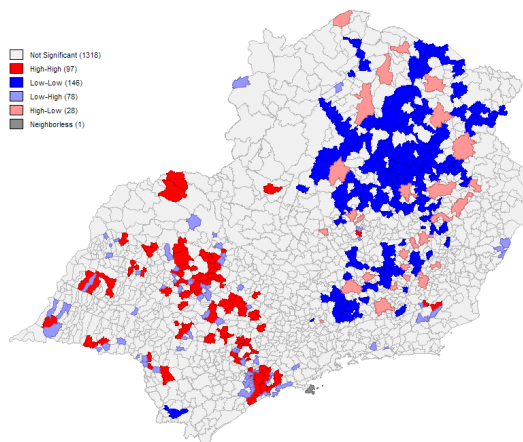 Not Significant (1318)
High-High (97)
Low-Low (146)
Low-High (78)
High-Low (28)
Neighborless (1)